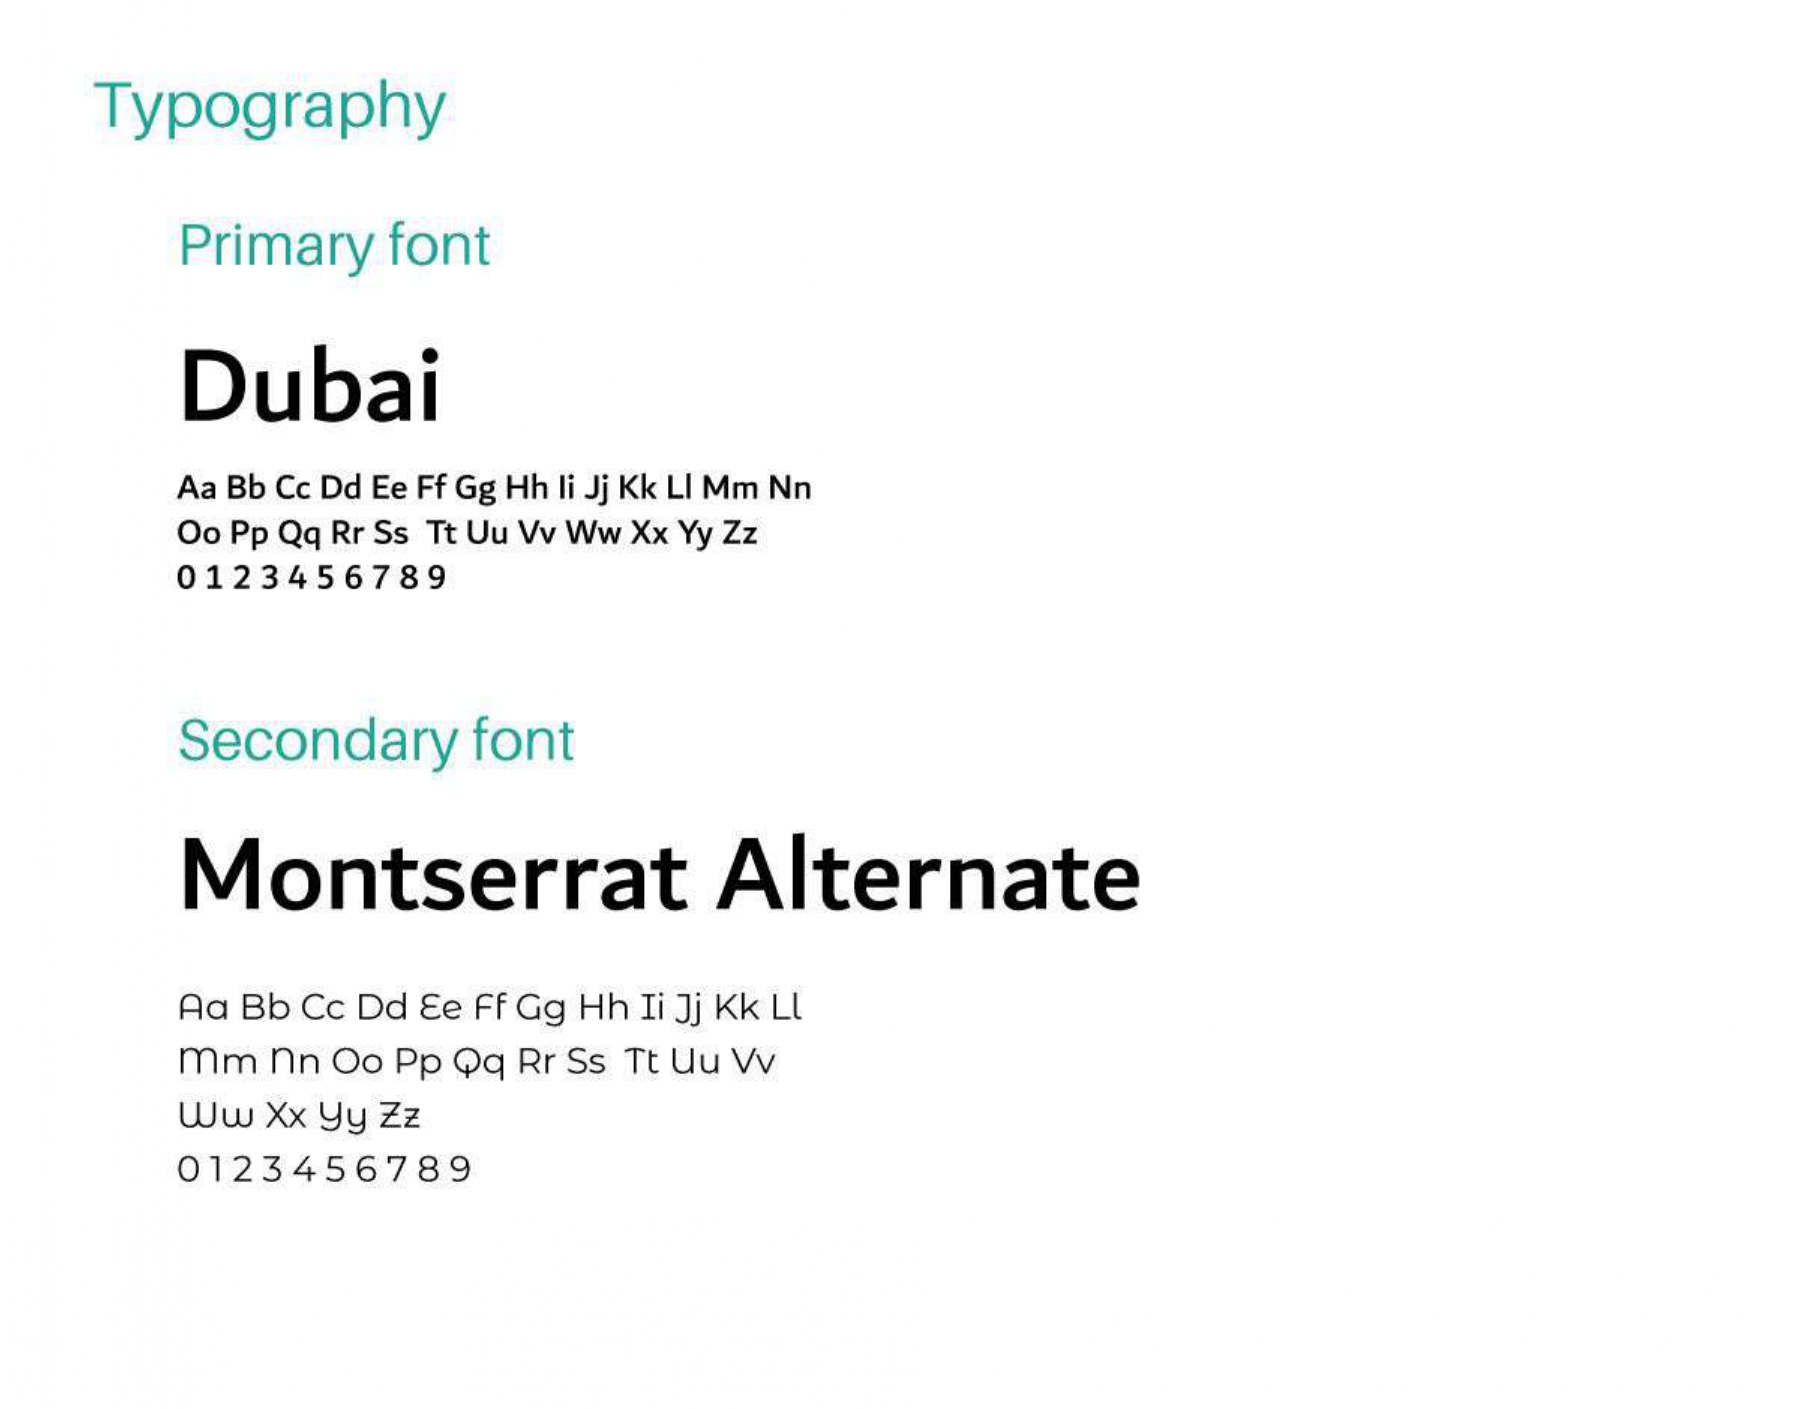 Typography
Primary font
Dubai
Aa Bb Cc Dd Ee Ff Gg Hh Ii Jj Kk Ll Mm Nn
Oo Pp Qq Rr Ss  Tt Uu Vv Ww Xx Yy Zz
0 1 2 3 4 5 6 7 8 9
Secondary font
Montserrat Alternate
Aa Bb Cc Dd Ee Ff Gg Hh Ii Jj Kk Ll
Mm Nn Oo Pp Qq Rr Ss  Tt Uu Vv
Ww Xx Yy Zz
0 1 2 3 4 5 6 7 8 9